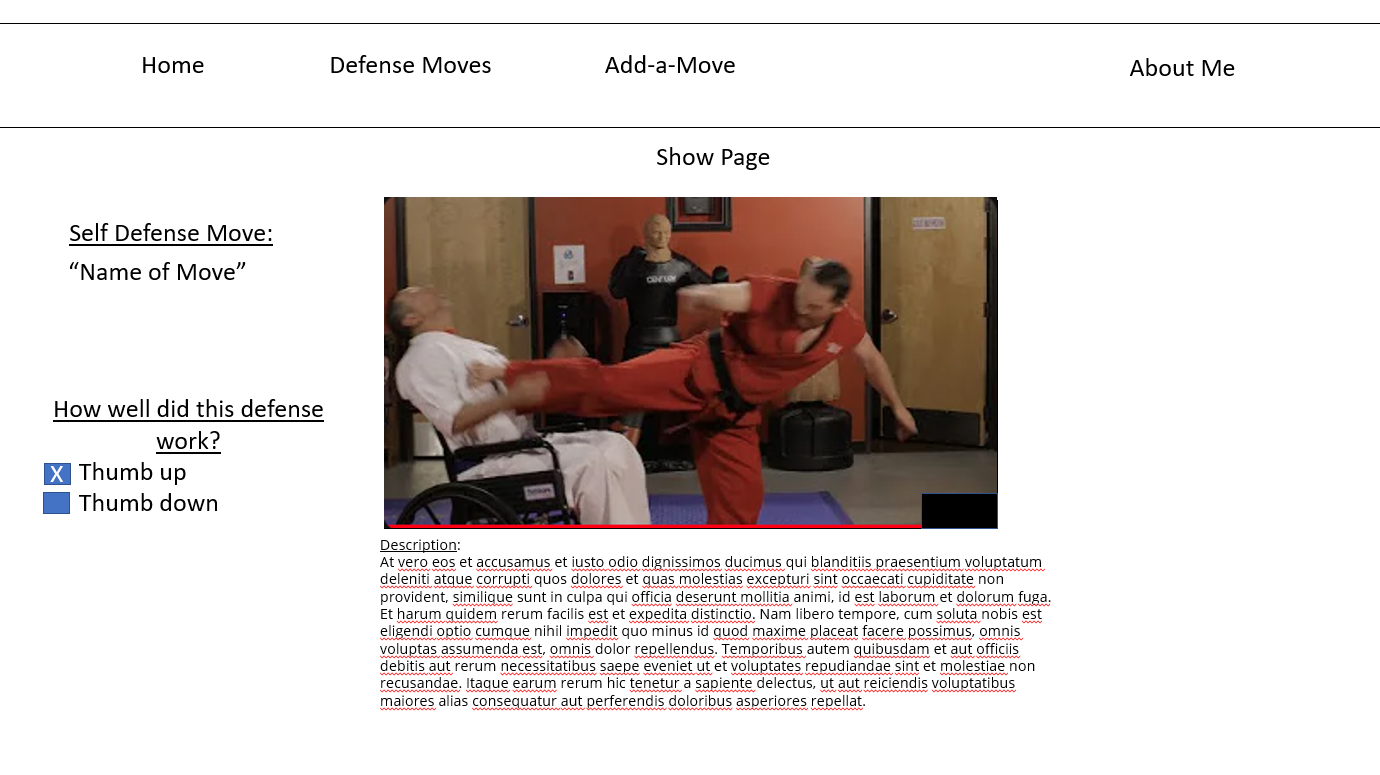 Home Defense Moves Add-a-Move About Me
Show Page
Self Defense Move:
“Name of Move”
CENTURY
How well did this defense
work?
X Thumb up
Thumb down
Description:
At vero eos et accusamus et iusto odio dignissimos ducimus qui blanditiis praesentium voluptatum
deleniti atque corrupti quos dolores et quas molestias excepturi sint occaecati cupiditate non
provident, similique sunt in culpa qui officia deserunt mollitia animi, id est laborum et dolorum fuga.
Et harum quidem rerum facilis est et expedita distinctio. Nam libero tempore, cum soluta nobis est
eligendi optio cumque nihil impedit quo minus id quod maxime placeat facere possimus, omnis
voluptas assumenda est, omnis dolor repellendus. Temporibus autem quibusdam et aut officiis
debitis aut rerum necessitatibus saepe eveniet ut et voluptates repudiandae sint et molestiae non
recusandae. Itaque earum rerum hic tenetur a sapiente delectus, ut aut reiciendis voluptatibus
maiores alias consequatur aut perferendis doloribus asperiores repellat.